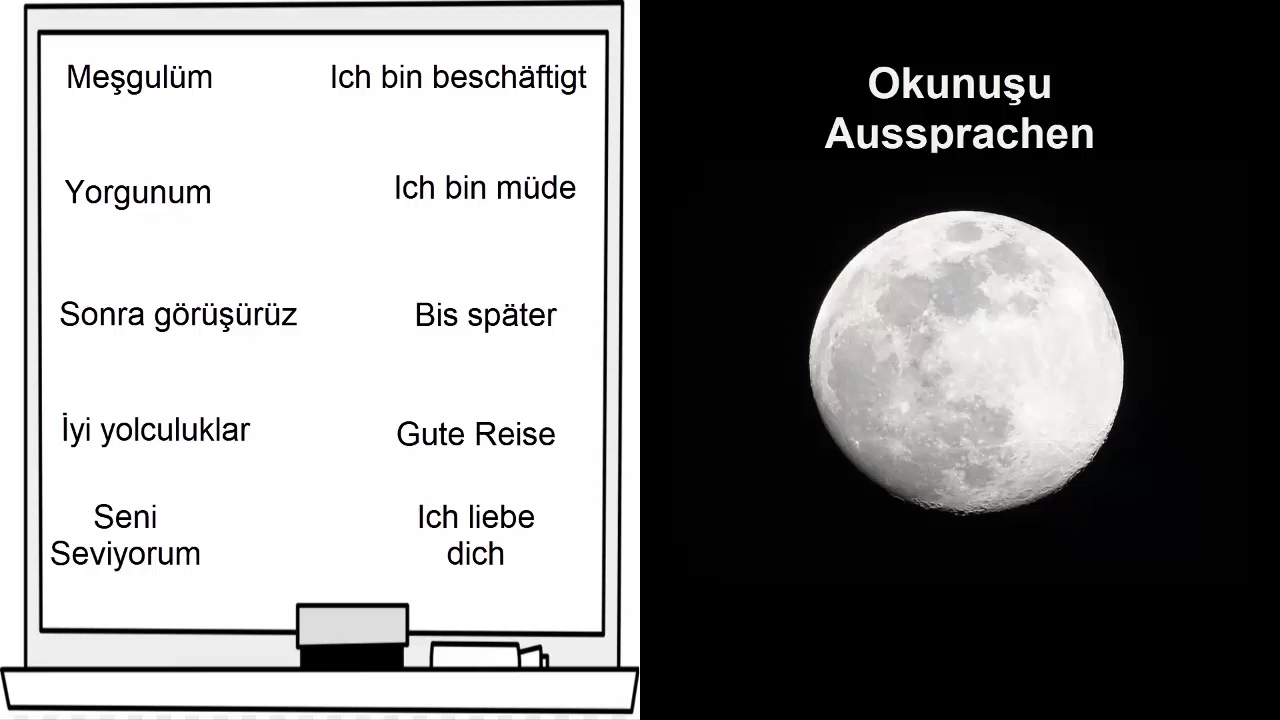 Meşgulüm Ich bin beschäftigt
Yorgunum Ich bin müde
Sonra görüşürüz Bis später
İyi yolculuklar Gute Reise
Seni Seviyorum Ich liebe dich
Okunuşu
Aussprachen